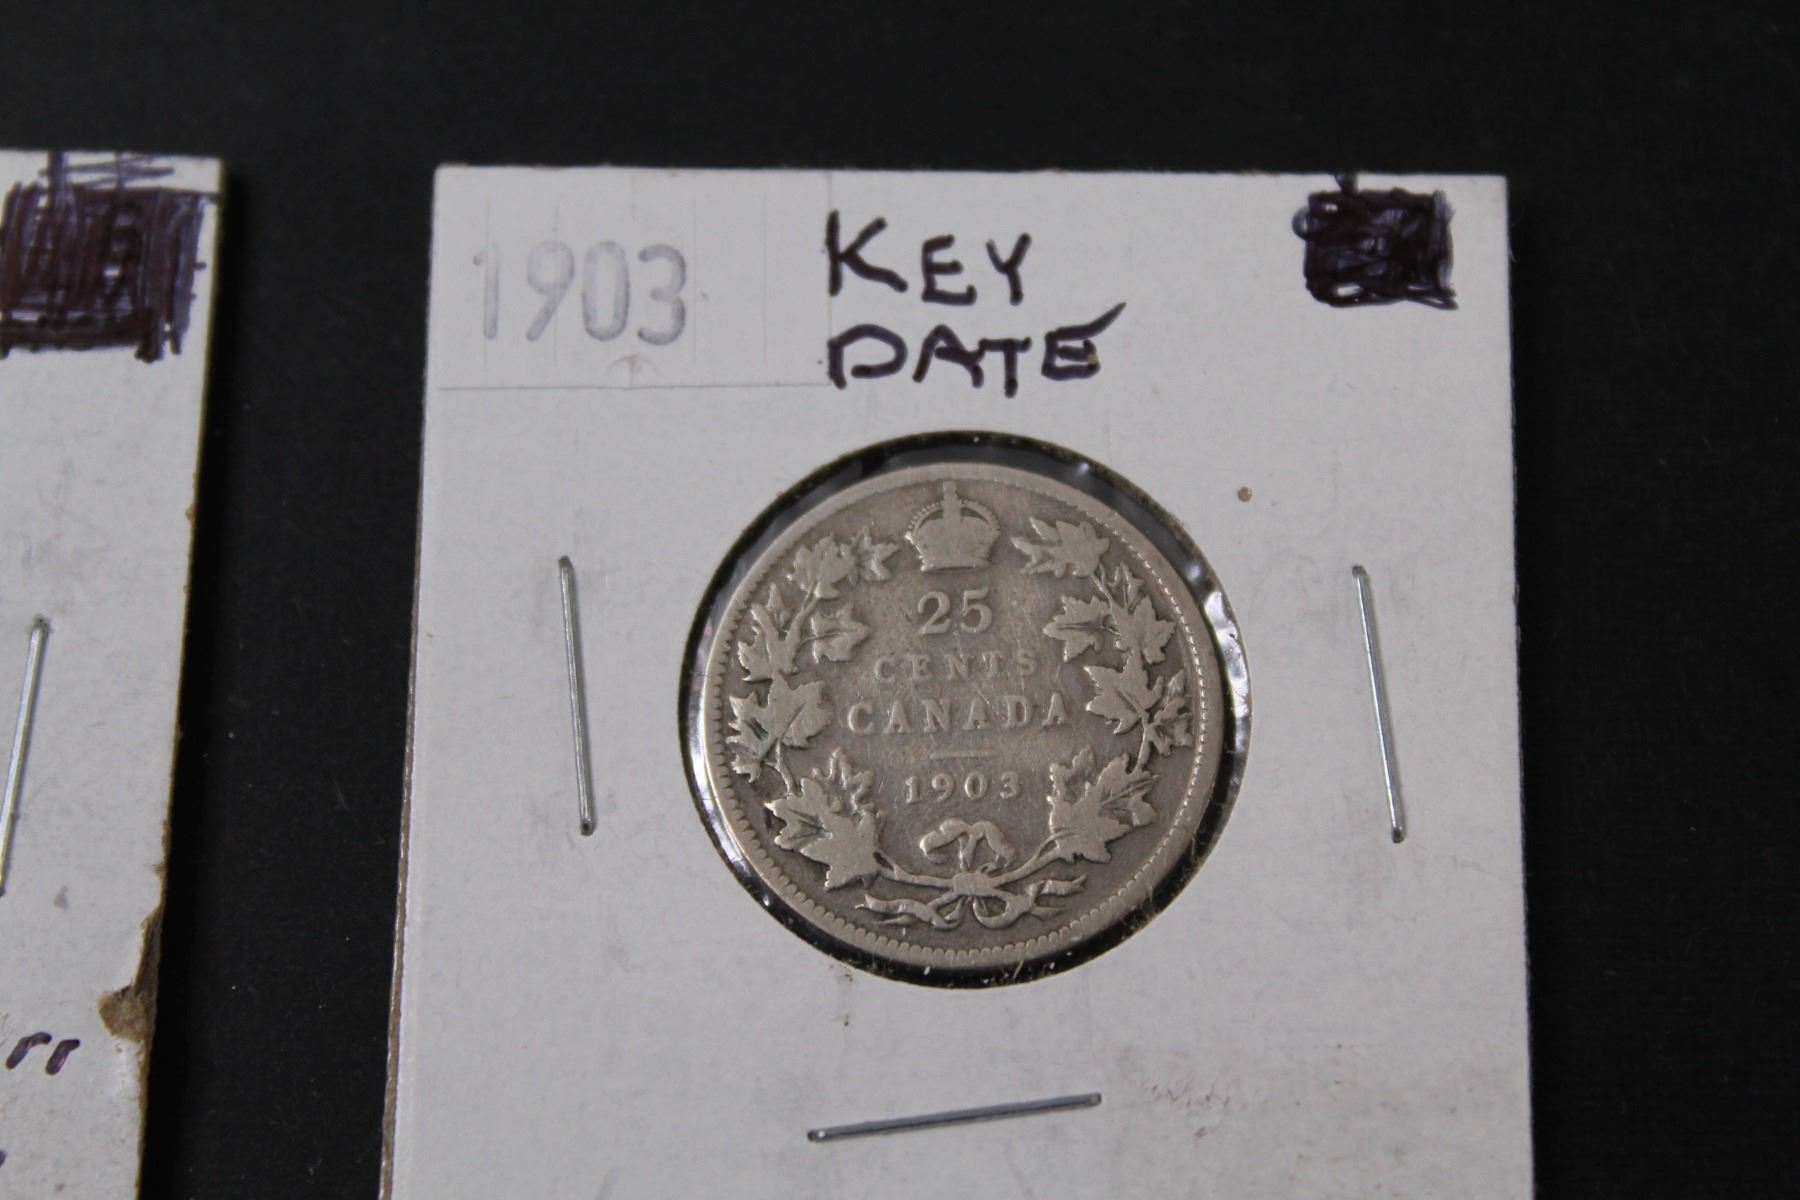 1903
KEY
DATE
25
CENTS
CANADA
1903